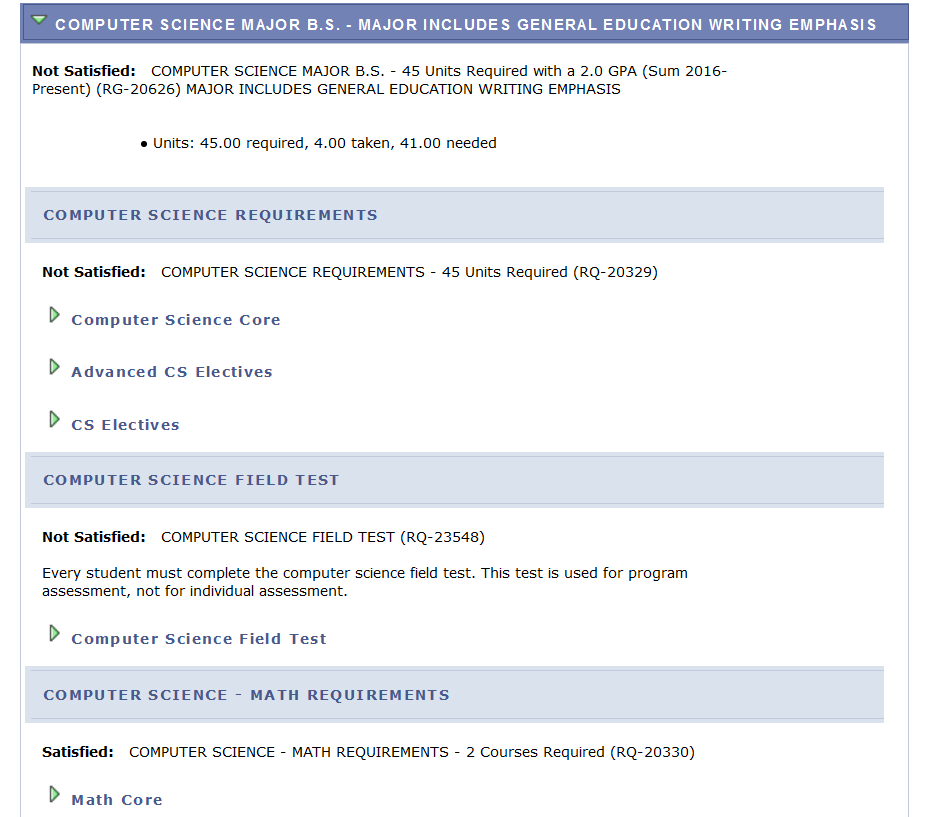 COMPUTER SCIENCE MAJOR B.S. - MAJOR INCLUDES GENERAL EDUCATION WRITING EMPHASIS
Not Satisfied: COMPUTER SCIENCE MAJOR B.S. - 45 Units Required with a 2.0 GPA (Sum 2016-
Present) (RG-20626) MAJOR INCLUDES GENERAL EDUCATION WRITING EMPHASIS
• Units: 45.00 required, 4.00 taken, 41.00 needed
COMPUTER SCIENCE REQUIREMENTS
Not Satisfied: COMPUTER SCIENCE REQUIREMENTS - 45 Units Required (RQ-20329)
Computer Science Core
Advanced CS Electives
CS Electives
COMPUTER SCIENCE FIELD TEST
Not Satisfied: COMPUTER SCIENCE FIELD TEST (RQ-23548)
Every student must complete the computer science field test. This test is used for program
assessment, not for individual assessment.
Computer Science Field Test
COMPUTER SCIENCE - MATH REQUIREMENTS
Satisfied: COMPUTER SCIENCE - MATH REQUIREMENTS - 2 Courses Required (RQ-20330)
Math Core